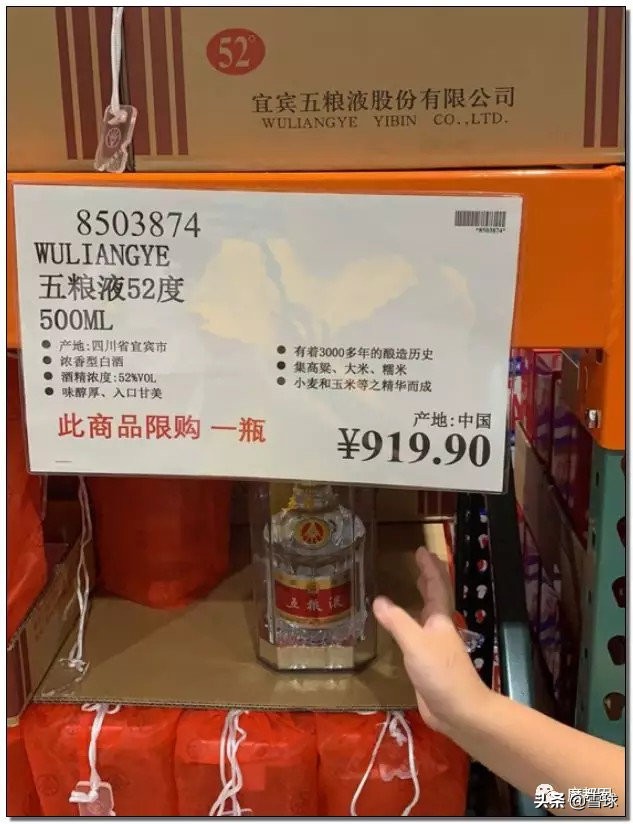 52°
宜宾五粮液股份有限公司
WULIANGYE YIBIN CO.,LTD.
8503874
*8503874*
WULIANGYE
五粮液52度
500ML
● 产地:四川省宜宾市
● 浓香型白酒
● 酒精浓度:52%VOL
● 味醇厚、入口甘美
● 有着3000多年的酿造历史
● 集高粱、大米、糯米
● 小麦和玉米等之精华而成
此商品限购 一瓶
产地:中国
¥919.90
五粮液
头条 @雪球